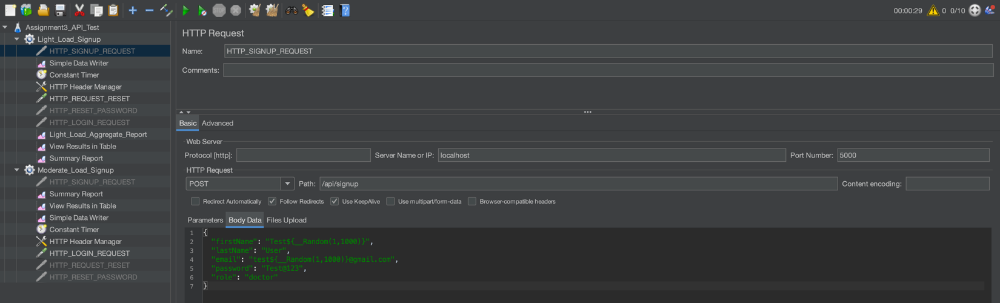 00:00:29 0 0/10
Assignment3_API_Test
Light_Load_Signup
HTTP_SIGNUP_REQUEST
Simple Data Writer
Constant Timer
HTTP Header Manager
HTTP_REQUEST_RESET
HTTP_RESET_PASSWORD
HTTP_LOGIN_REQUEST
Light_Load_Aggregate_Report
View Results in Table
Summary Report
Moderate_Load_Signup
HTTP_SIGNUP_REQUEST
Summary Report
View Results in Table
Simple Data Writer
Constant Timer
HTTP Header Manager
HTTP_LOGIN_REQUEST
HTTP_REQUEST_RESET
HTTP_RESET_PASSWORD
HTTP Request
Name: HTTP_SIGNUP_REQUEST
Comments:
Basic Advanced
Web Server
Protocol [http]: Server Name or IP: localhost Port Number: 5000
HTTP Request
POST Path: /api/signup Content encoding:
Redirect Automatically Follow Redirects Use KeepAlive Use multipart/form-data Browser-compatible headers
Parameters Body Data Files Upload
1 {
2 "firstName": "Test${__Random(1,1000)}",
3 "lastName": "User",
4 "email": "test${__Random(1,1000)}@gmail.com",
5 "password": "Test@123",
6 "role": "doctor"
7 }